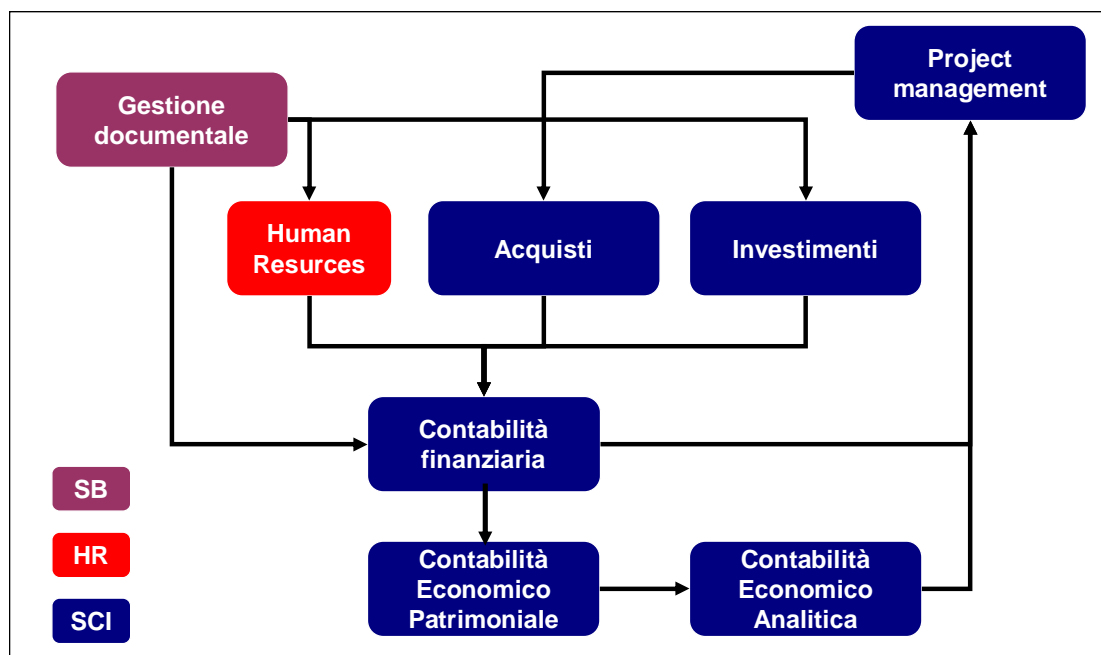 Project
management
Gestione
documentale
Human
Resurces
Acquisti
Investimenti
Contabilità
finanziaria
SB
HR
SCI
Contabilità
Economico
Patrimoniale
Contabilità
Economico
Analitica